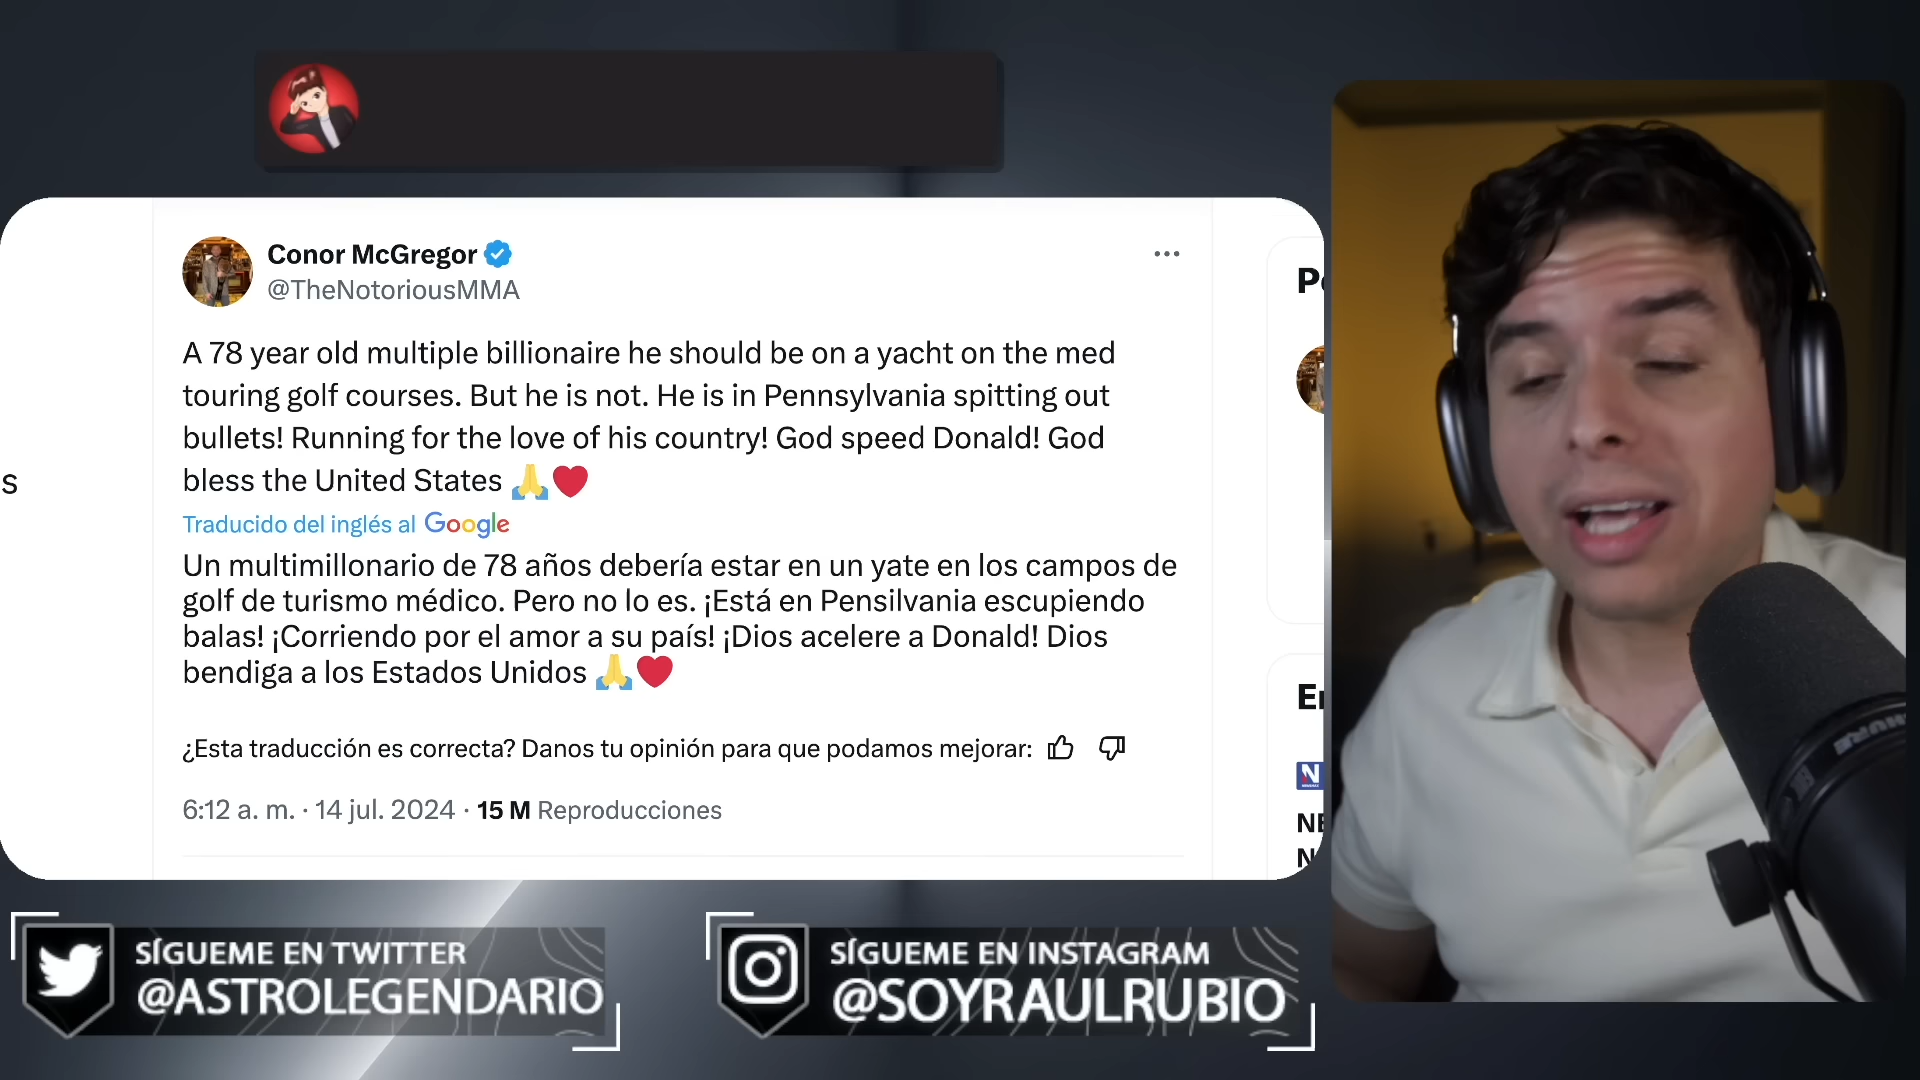 Conor McGregor
@TheNotoriousMMA
A 78 year old multiple billionaire he should be on a yacht on the med
touring golf courses. But he is not. He is in Pennsylvania spitting out
bullets! Running for the love of his country! God speed Donald! God
bless the United States 🙏❤️
Traducido del inglés al Google
Un multimillonario de 78 años debería estar en un yate en los campos de
golf de turismo médico. Pero no lo es. ¡Está en Pensilvania escupiendo
balas! ¡Corriendo por el amor a su país! ¡Dios acelere a Donald! Dios
bendiga a los Estados Unidos 🙏❤️
¿Esta traducción es correcta? Danos tu opinión para que podamos mejorar:
6:12 a. m. · 14 jul. 2024 · 15 M Reproducciones
s
SÍGUEME EN TWITTER
@ASTROLEGENDARIO
SÍGUEME EN INSTAGRAM
@SOYRAULRUBIO
SHURE